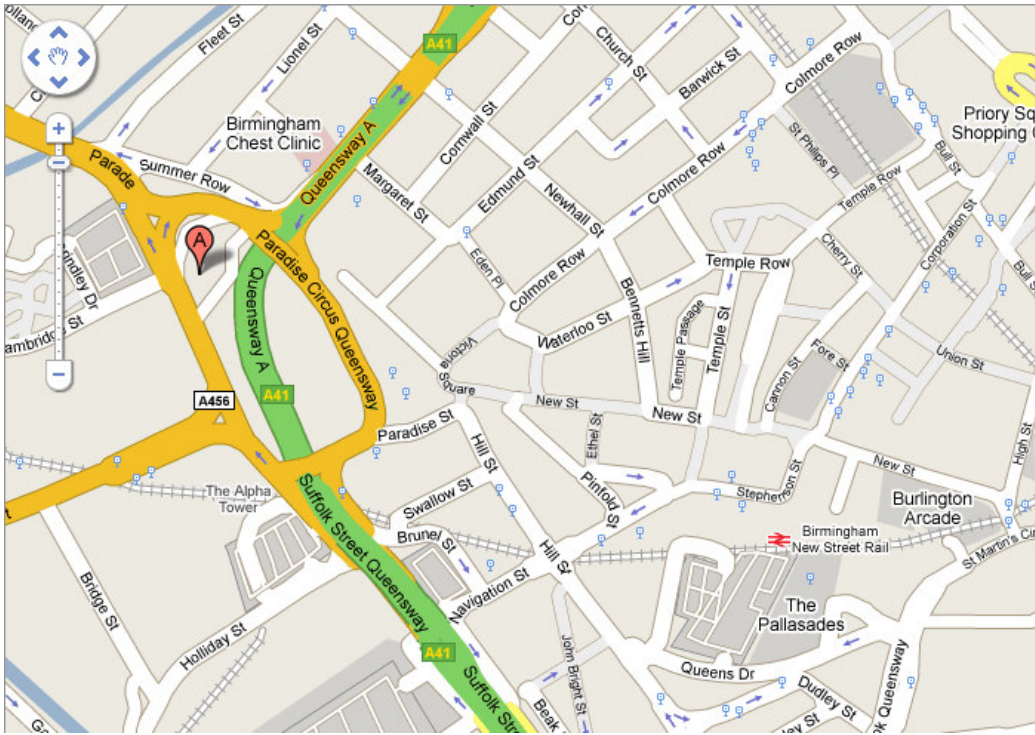 Fleet St
Lionel St
A41
Church St
Barwick St
Colmore Row
Priory Sq
Shopping
Birmingham
Chest Clinic
Queensway A
Cornwall St
Parade
Summer Row
Margaret St
Edmund St
Newhall St
Colmore Row
St Philips Pl
Temple Row
Bull St
Cherry St
Corporation St
Bull St
A
Paradise Circus Queensway
Eden Pl
Colmore Row
Temple Row
Queensway A
Waterloo St
Bennetts Hill
Temple Passage
Temple St
Victoria
Square
Cannon St
Fore St
Union St
A456
A41
New St
New St
Paradise St
Hill St
Ethel St
High St
New St
The Alpha
Tower
Swallow St
Pinfold St
Stephenson St
Burlington
Arcade
Suffolk Street Queensway
Brunel St
Hill St
Birmingham
New Street Rail
St Martin's Cir
Bridge St
Navigation St
The
Pallasades
Holliday St
A41
John Bright St
Queens Dr
Suffolk Stre
Beak
Dudley St
Queensway